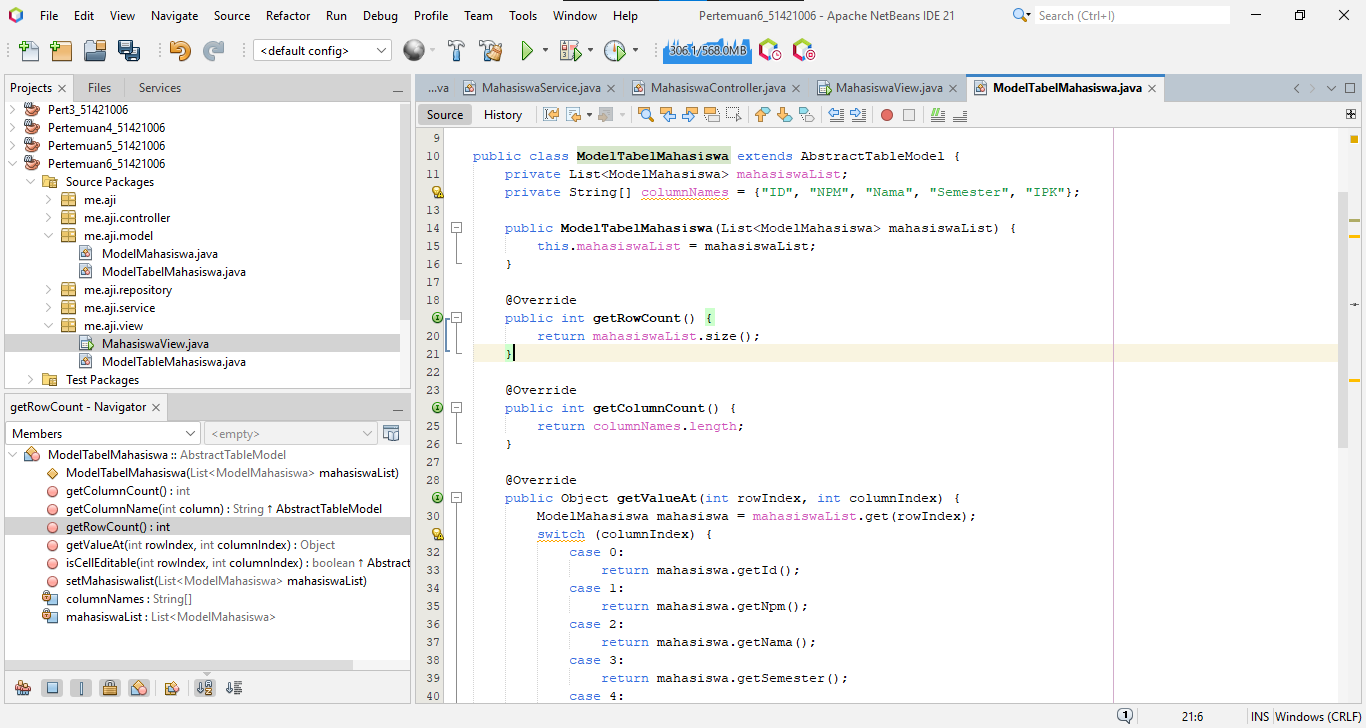 File Edit View Navigate Source Refactor Run Debug Profile Team Tools Window Help Pertemuan6_51421006 - Apache NetBeans IDE 21 Search (Ctrl+I)
<default config> 306.1/568.0MB
Projects Files Services
Pert3_51421006
Pertemuan4_51421006
Pertemuan5_51421006
Pertemuan6_51421006
Source Packages
me.aji
me.aji.controller
me.aji.model
ModelMahasiswa.java
ModelTabelMahasiswa.java
me.aji.repository
me.aji.service
me.aji.view
MahasiswaView.java
ModelTableMahasiswa.java
Test Packages
getRowCount - Navigator
Members <empty>
ModelTabelMahasiswa :: AbstractTableModel
ModelTabelMahasiswa(List<ModelMahasiswa> mahasiswaList)
getColumnCount() : int
getColumnName(int column) : String ↑ AbstractTableModel
getRowCount() : int
getValueAt(int rowIndex, int columnIndex) : Object
isCellEditable(int rowIndex, int columnIndex) : boolean ↑ Abstract
setMahasiswalist(List<ModelMahasiswa> mahasiswaList)
columnNames : String[]
mahasiswaList : List<ModelMahasiswa>
...va MahasiswaService.java MahasiswaController.java MahasiswaView.java ModelTabelMahasiswa.java
Source History
9
10 public class ModelTabelMahasiswa extends AbstractTableModel {
11 private List<ModelMahasiswa> mahasiswaList;
private String[] columnNames = {"ID", "NPM", "Nama", "Semester", "IPK"};
13
14 public ModelTabelMahasiswa(List<ModelMahasiswa> mahasiswaList) {
15 this.mahasiswaList = mahasiswaList;
16 }
17
18 @Override
public int getRowCount() {
20 return mahasiswaList.size();
21 }
22
23 @Override
public int getColumnCount() {
25 return columnNames.length;
26 }
27
28 @Override
public Object getValueAt(int rowIndex, int columnIndex) {
30 ModelMahasiswa mahasiswa = mahasiswaList.get(rowIndex);
switch (columnIndex) {
32 case 0:
33 return mahasiswa.getId();
34 case 1:
35 return mahasiswa.getNpm();
36 case 2:
37 return mahasiswa.getNama();
38 case 3:
39 return mahasiswa.getSemester();
40 case 4:
1 21:6 INS Windows (CRLF)